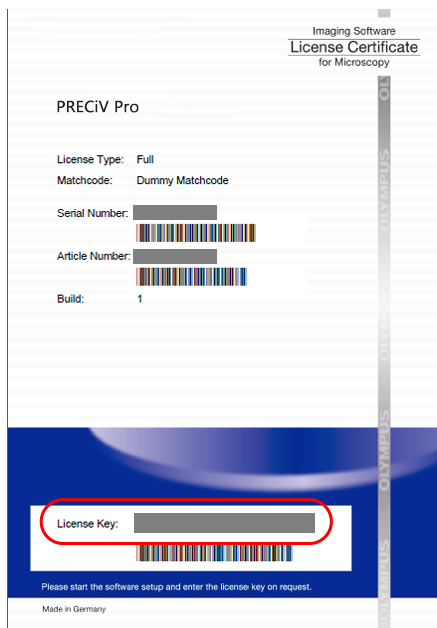 Imaging Software
License Certificate
for Microscopy
PRECiV Pro
License Type: Full
Matchcode: Dummy Matchcode
Serial Number:
Article Number:
Build: 1
License Key:
Please start the software setup and enter the license key on request.
Made in Germany
OLYMPUS
OLYMPUS
OLYMPUS
OLYMPUS